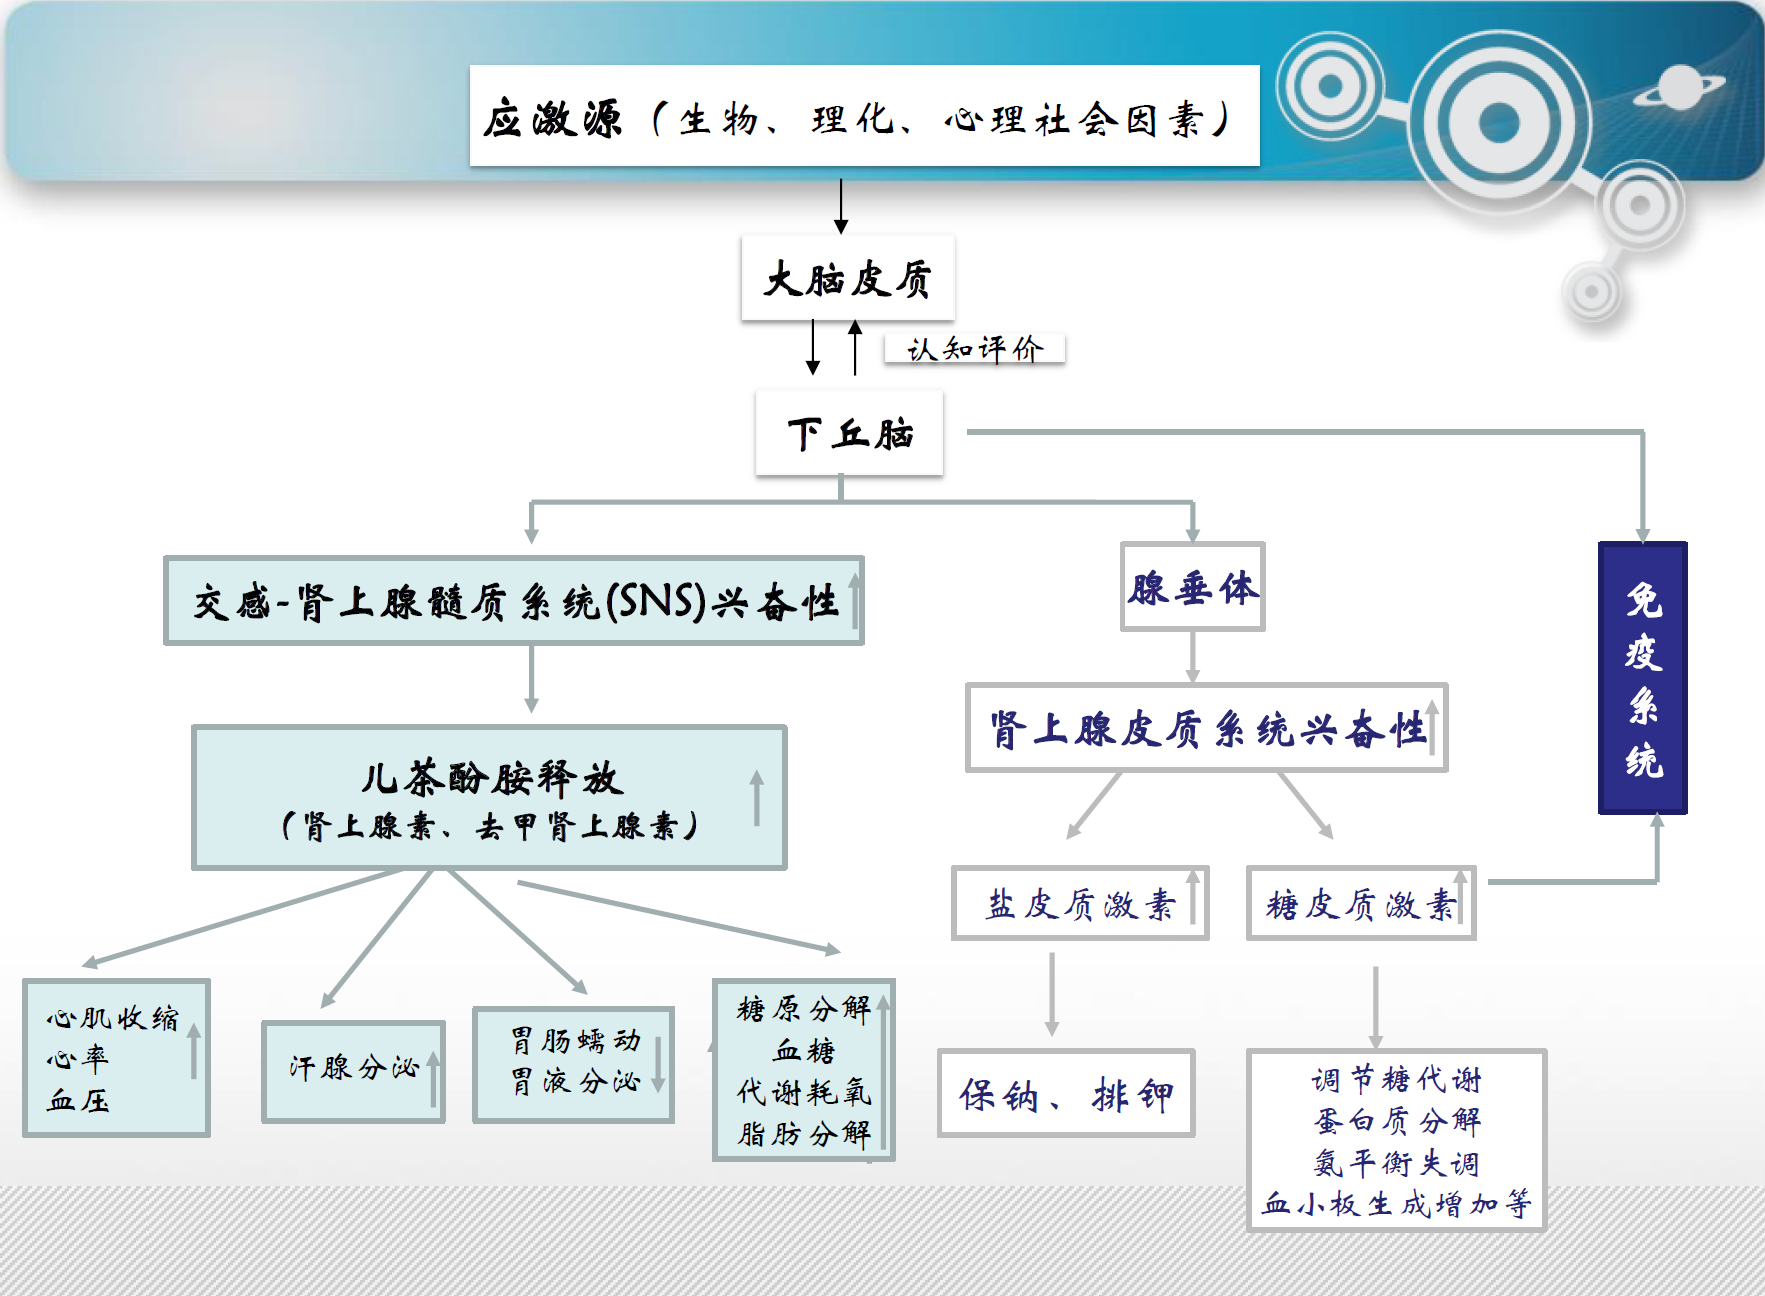 应激源（生物、理化、心理社会因素）
大脑皮质
认知评价
下丘脑
交感-肾上腺髓质系统(SNS)兴奋性
腺垂体
免疫系统
肾上腺皮质系统兴奋性
儿茶酚胺释放
（肾上腺素、去甲肾上腺素）
盐皮质激素
糖皮质激素
心肌收缩
心率
血压
汗腺分泌
胃肠蠕动
胃液分泌
糖原分解
血糖
代谢耗氧
脂肪分解
保钠、排钾
调节糖代谢
蛋白质分解
氨平衡失调
血小板生成增加等